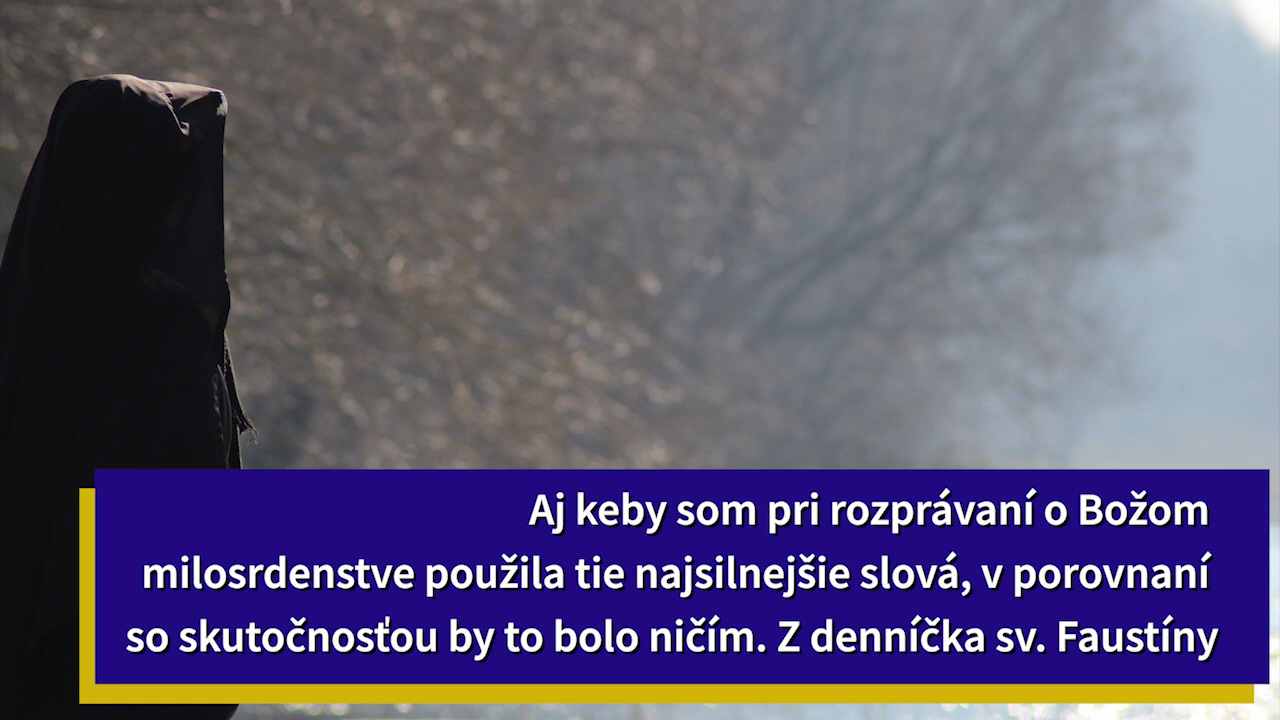 Aj keby som pri rozprávaní o Božom
milosrdenstve použila tie najsilnejšie slová, v porovnaní
so skutočnosťou by to bolo ničím. Z denníčka sv. Faustíny